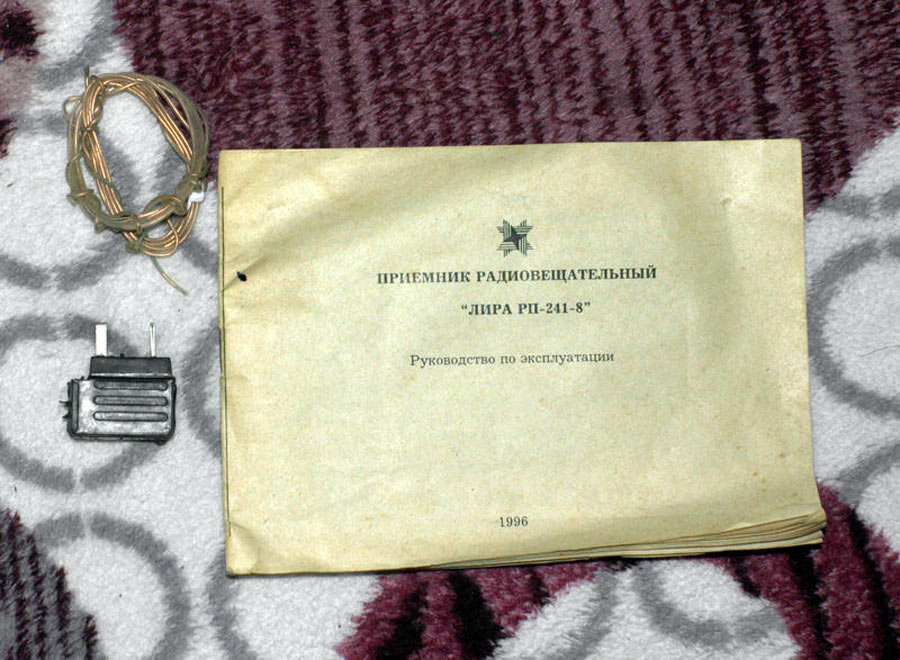 ПРИЕМНИК РАДИОВЕЩАТЕЛЬНЫЙ
“ЛИРА РП-241-8”
Руководство по эксплуатации
1996